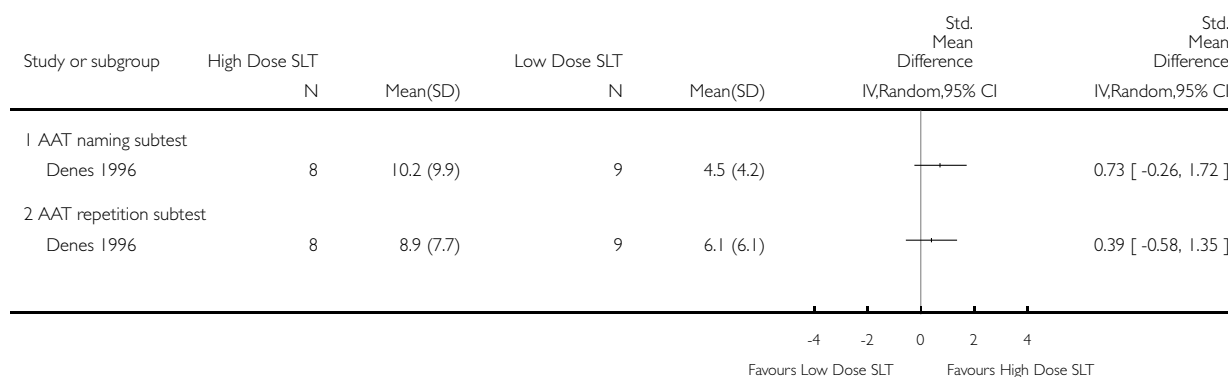 Std. Std.
Mean Mean
Study or subgroup High Dose SLT Low Dose SLT Difference Difference
N Mean(SD) N Mean(SD) IV,Random,95% CI IV,Random,95% CI
1 AAT naming subtest
Denes 1996 8 10.2 (9.9) 9 4.5 (4.2) 0.73 [ -0.26, 1.72 ]
2 AAT repetition subtest
Denes 1996 8 8.9 (7.7) 9 6.1 (6.1) 0.39 [ -0.58, 1.35 ]
-4 -2 0 2 4
Favours Low Dose SLT Favours High Dose SLT